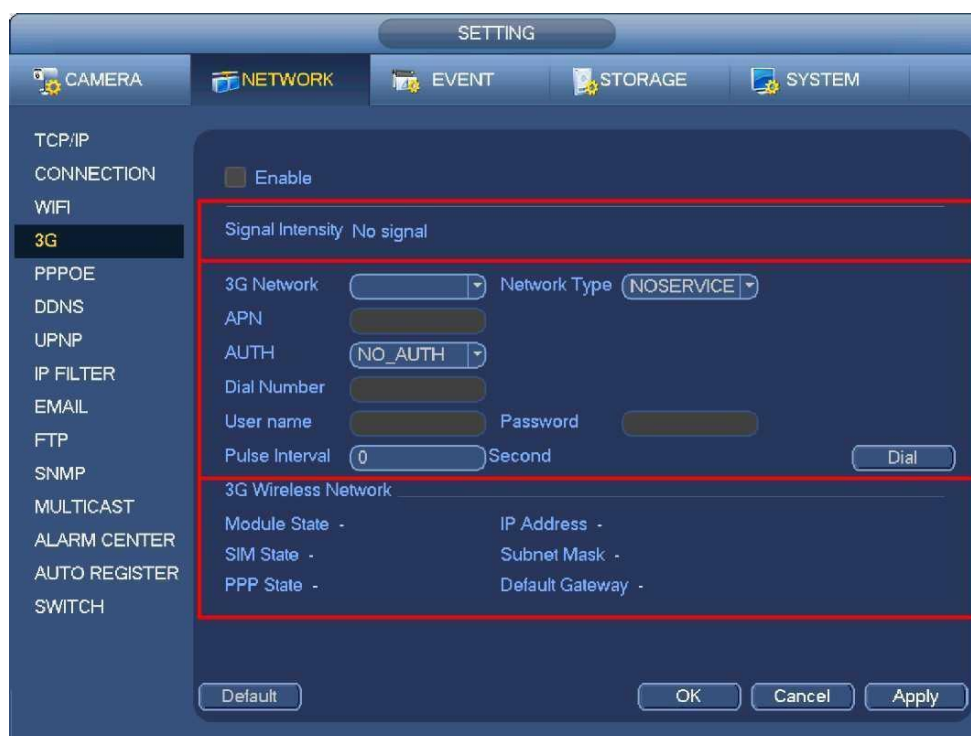 SETTING
CAMERA NETWORK EVENT STORAGE SYSTEM
TCP/IP
CONNECTION
WIFI
3G
PPPOE
DDNS
UPNP
IP FILTER
EMAIL
FTP
SNMP
MULTICAST
ALARM CENTER
AUTO REGISTER
SWITCH
Enable
Signal Intensity No signal
3G Network Network Type NOSERVICE
APN
AUTH NO_AUTH
Dial Number
User name Password
Pulse Interval 0 Second Dial
3G Wireless Network
Module State - IP Address -
SIM State - Subnet Mask -
PPP State - Default Gateway -
Default OK Cancel Apply